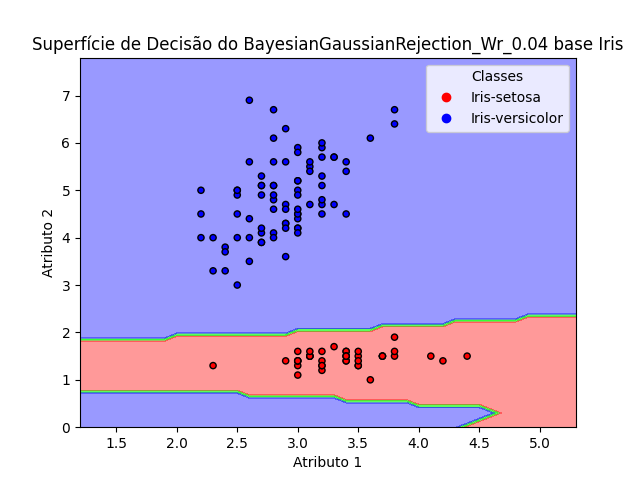 Superfície de Decisão do BayesianGaussianRejection_Wr_0.04 base Iris
Classes
Iris-setosa
Iris-versicolor
Atributo 2
7
6
5
4
3
2
1
0
1.5 2.0 2.5 3.0 3.5 4.0 4.5 5.0
Atributo 1